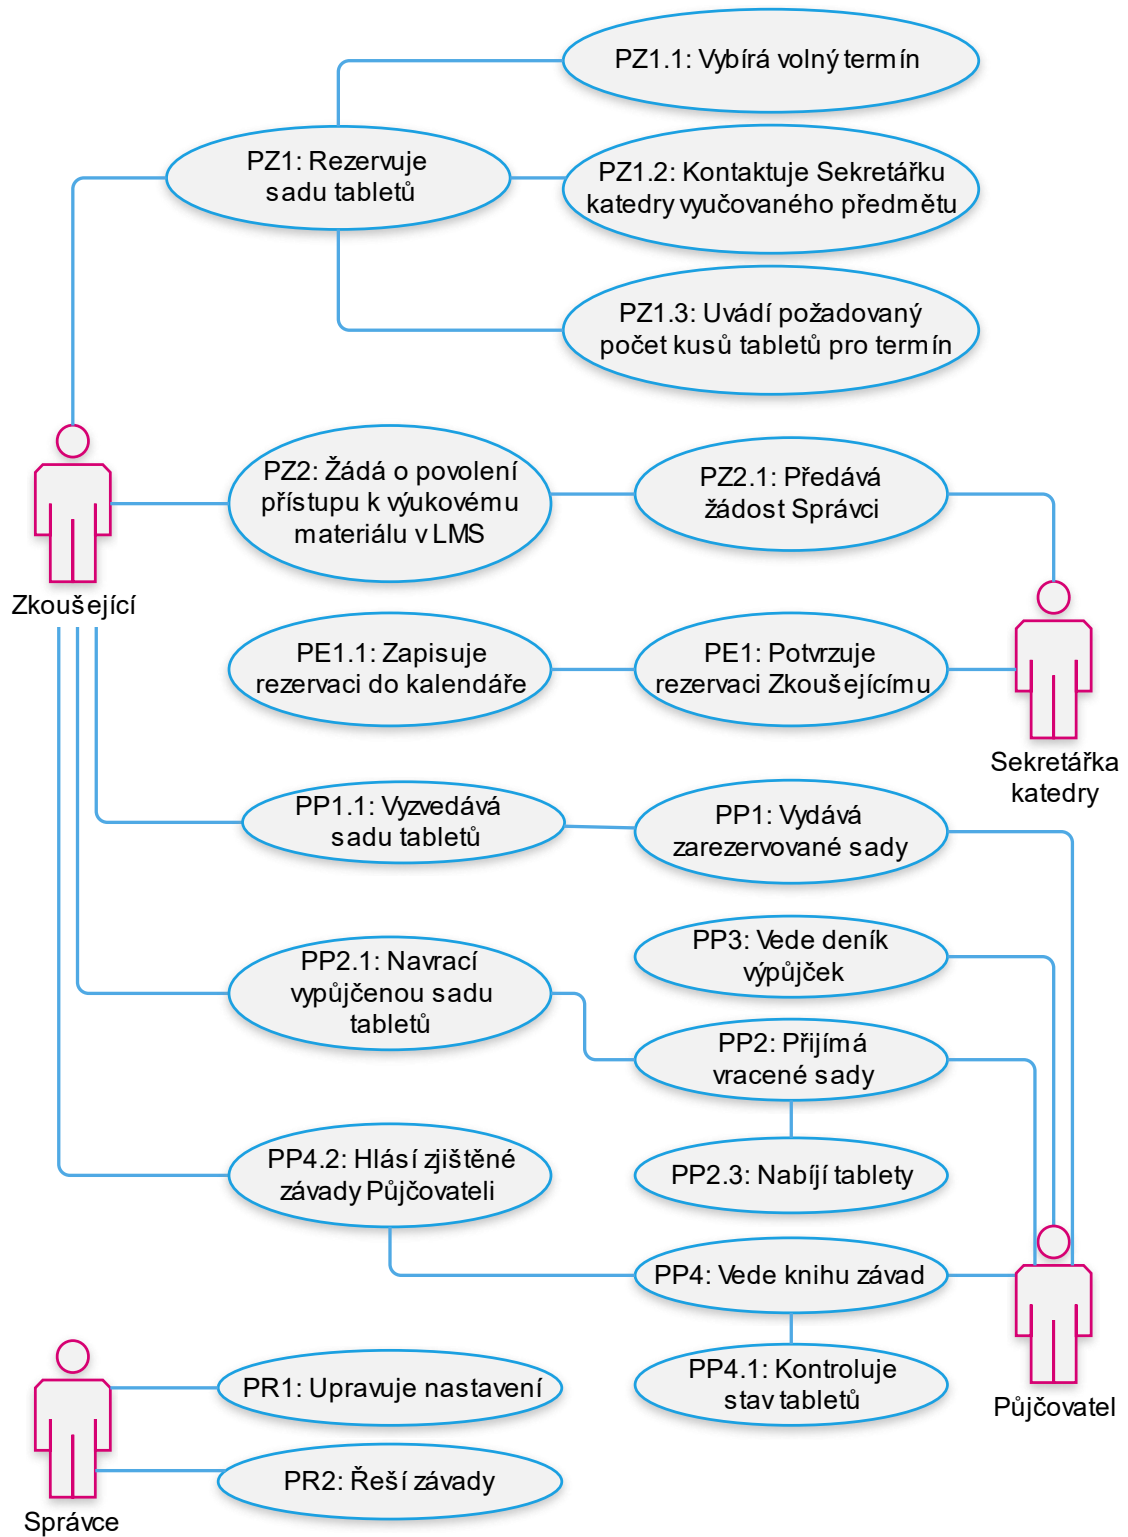 PZ1.1: Vybírá volný termín
PZ1: Rezervuje
sadu tabletů
PZ1.2: Kontaktuje Sekretářku
katedry vyučovaného předmětu
PZ1.3: Uvádí požadovaný
počet kusů tabletů pro termín
PZ2: Žádá o povolení
přístupu k výukovému
materiálu v LMS
PZ2.1: Předává
žádost Správci
Zkoušející
PE1.1: Zapisuje
rezervaci do kalendáře
PE1: Potvrzuje
rezervaci Zkoušejícímu
Sekretářka
katedry
PP1.1: Vyzvedává
sadu tabletů
PP1: Vydává
zarezervované sady
PP3: Vede deník
výpůjček
PP2.1: Navrací
vypůjčenou sadu
tabletů
PP2: Přijímá
vracené sady
PP4.2: Hlásí zjištěné
závady Půjčovateli
PP2.3: Nabíjí tablety
PP4: Vede knihu závad
PP4.1: Kontroluje
stav tabletů
Půjčovatel
PR1: Upravuje nastavení
PR2: Řeší závady
Správce